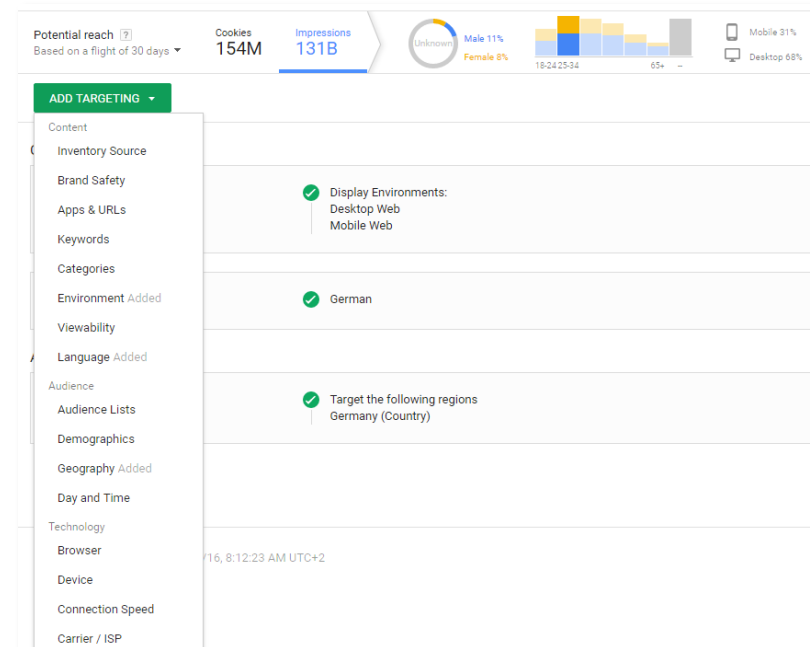 Potential reach ?
Based on a flight of 30 days
Cookies
154M
Impressions
131B
Unknown
Male 11%
Female 8%
18-24 25-34 65+ –
Mobile 31%
Desktop 68%
ADD TARGETING
Content
Inventory Source
Brand Safety
Apps & URLs
Keywords
Categories
Environment Added
Viewability
Language Added
Audience
Audience Lists
Demographics
Geography Added
Day and Time
Technology
Browser
Device
Connection Speed
Carrier / ISP
Display Environments:
Desktop Web
Mobile Web
German
Target the following regions
Germany (Country)
/16, 8:12:23 AM UTC+2